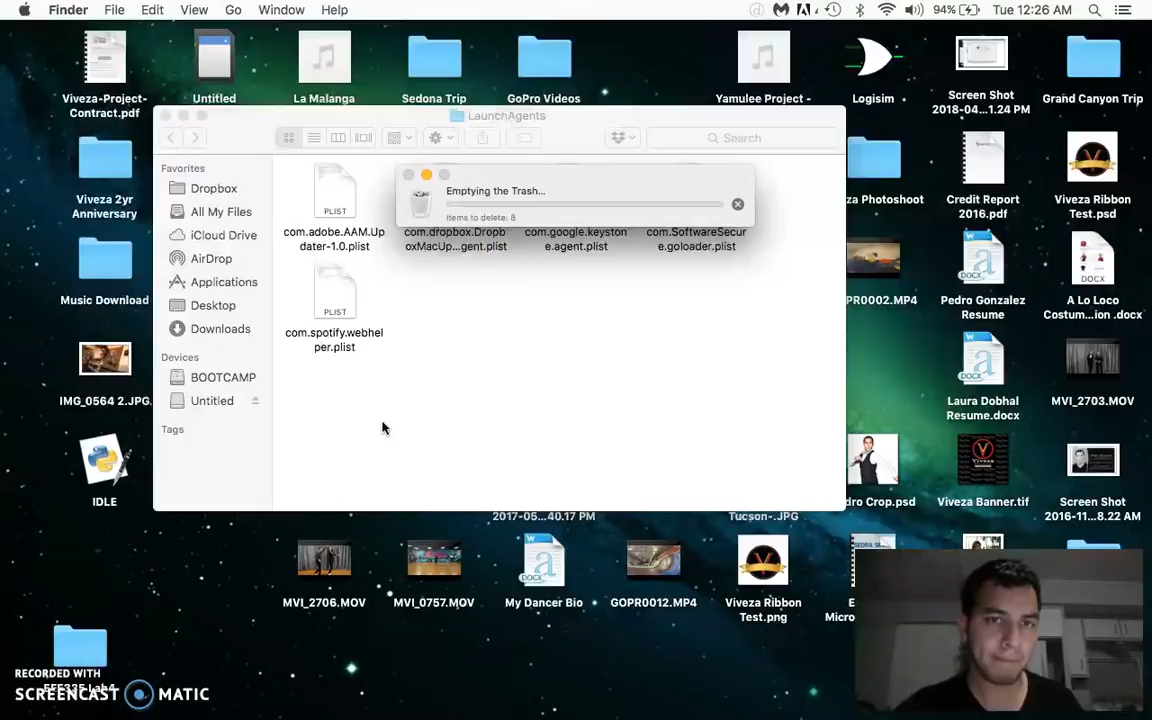 Finder File Edit View Go Window Help
94% Tue 12:26 AM
Viveza-Project-
Contract.pdf
Untitled
La Malanga
Sedona Trip
GoPro Videos
Yamulee Project -
Logisim
Screen Shot
2018-04...1.24 PM
Grand Canyon Trip
LaunchAgents
Search
Favorites
Dropbox
All My Files
iCloud Drive
AirDrop
Applications
Desktop
Downloads
Devices
BOOTCAMP
Untitled
Tags
Emptying the Trash...
Items to delete: 8
PLIST
com.adobe.AAM.Up
dater-1.0.plist
com.dropbox.Dropb
oxMacUp...gent.plist
com.google.keyston
e.agent.plist
com.SoftwareSecur
e.goloader.plist
PLIST
com.spotify.webhel
per.plist
Viveza 2yr
Anniversary
Music Download
IMG_0564 2.JPG
IDLE
za Photoshoot
Credit Report
2016.pdf
Viveza Ribbon
Test.psd
PR0002.MP4
DOCX
Pedro Gonzalez
Resume
DOCX
A Lo Loco
Costum...ion .docx
DOCX
Laura Dobhal
Resume.docx
MVI_2703.MOV
dro Crop.psd
Viveza Banner.tif
Screen Shot
2016-11...8.22 AM
2017-05...40.17 PM
Tucson-.JPG
MVI_2706.MOV
MVI_0757.MOV
DOCX
My Dancer Bio
GOPR0012.MP4
Viveza Ribbon
Test.png
E
Micro
RECORDED WITH
SCREENCAST MATIC